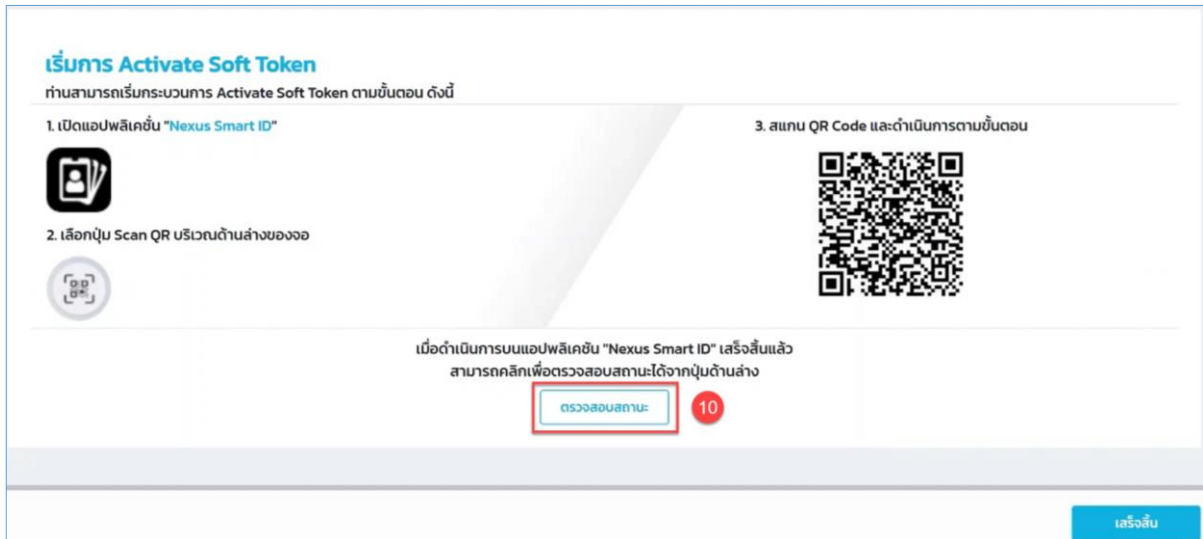 เริ่มการ Activate Soft Token
ท่านสามารถเริ่มกระบวนการ Activate Soft Token ตามขั้นตอน ดังนี้
1. เปิดแอปพลิเคชั่น "Nexus Smart ID"
2. เลือกปุ่ม Scan QR บริเวณด้านล่างของจอ
3. สแกน QR Code และดำเนินการตามขั้นตอน
เมื่อดำเนินการบนแอปพลิเคชัน "Nexus Smart ID" เสร็จสิ้นแล้ว
สามารถคลิกเพื่อตรวจสอบสถานะได้จากปุ่มด้านล่าง
ตรวจสอบสถานะ
10
เสร็จสิ้น